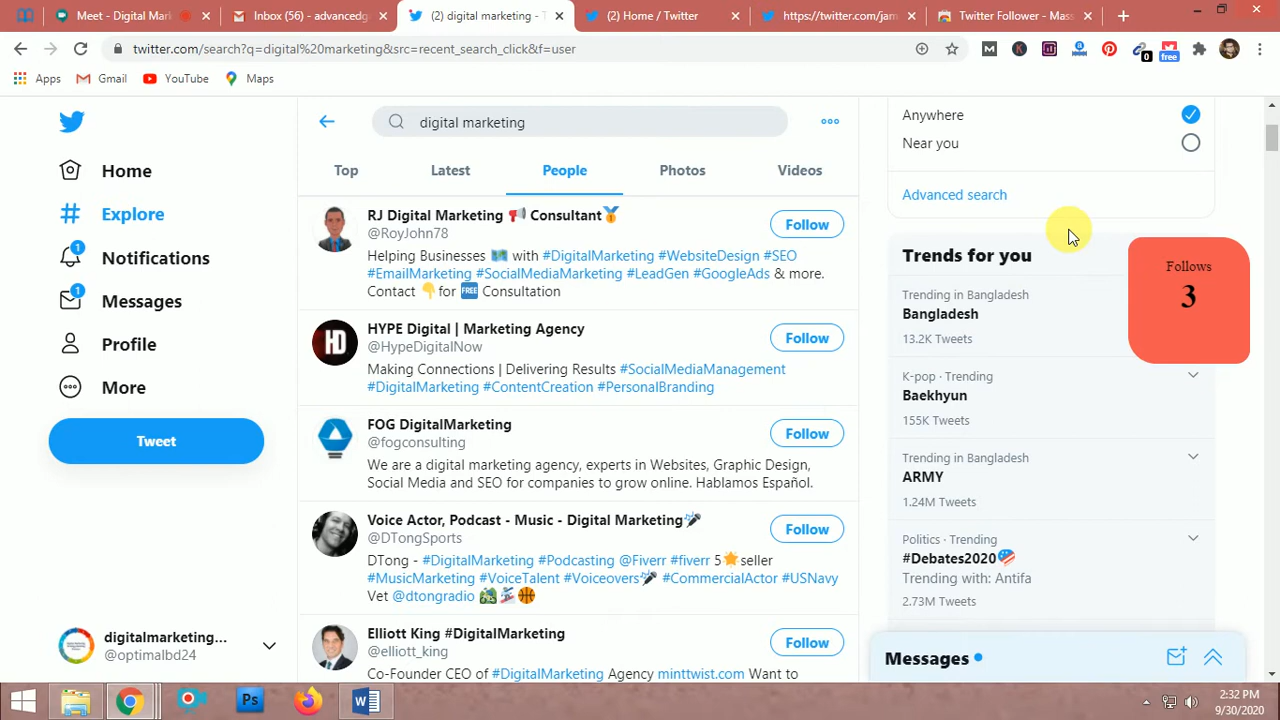 Meet - Digital Mar
Inbox (56) - advancedg
(2) digital marketing - T
(2) Home / Twitter
https://twitter.com/jam
Twitter Follower - Mass
twitter.com/search?q=digital%20marketing&src=recent_search_click&f=user
0
free
Apps
Gmail
YouTube
Maps
Home
Explore
1
Notifications
1
Messages
Profile
More
Tweet
digitalmarketing...
@optimalbd24
digital marketing
Top
Latest
People
Photos
Videos
RJ Digital Marketing 📢 Consultant🥇
@RoyJohn78
Follow
Helping Businesses 🗺️ with #DigitalMarketing #WebsiteDesign #SEO
#EmailMarketing #SocialMediaMarketing #LeadGen #GoogleAds & more.
Contact 👇 for 🆓 Consultation
HYPE Digital | Marketing Agency
@HypeDigitalNow
Follow
Making Connections | Delivering Results #SocialMediaManagement
#DigitalMarketing #ContentCreation #PersonalBranding
HD
FOG DigitalMarketing
@fogconsulting
Follow
We are a digital marketing agency, experts in Websites, Graphic Design,
Social Media and SEO for companies to grow online. Hablamos Español.
Voice Actor, Podcast - Music - Digital Marketing🎤
@DTongSports
Follow
DTong - #DigitalMarketing #Podcasting @Fiverr #fiverr 5⭐seller
#MusicMarketing #VoiceTalent #Voiceovers🎤 #CommercialActor #USNavy
Vet @dtongradio
Elliott King #DigitalMarketing
@elliott_king
Follow
Co-Founder CEO of #DigitalMarketing Agency minttwist.com Want to
Anywhere
Near you
Advanced search
Trends for you
Trending in Bangladesh
Bangladesh
13.2K Tweets
K-pop · Trending
Baekhyun
155K Tweets
Trending in Bangladesh
ARMY
1.24M Tweets
Politics · Trending
#Debates2020
Trending with: Antifa
2.73M Tweets
Follows
3
Messages
Ps
2:32 PM
9/30/2020